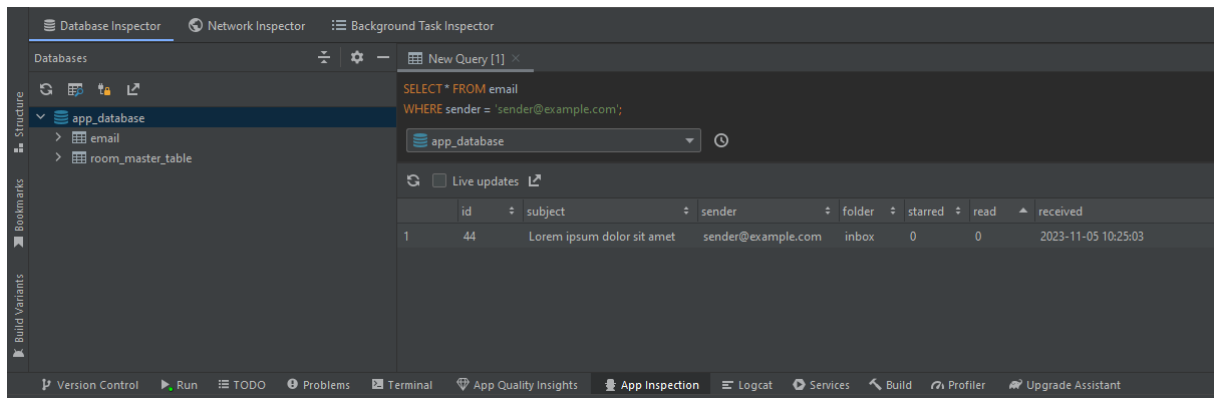 Database Inspector Network Inspector Background Task Inspector
Databases
New Query [1]
SELECT * FROM email
WHERE sender = 'sender@example.com';
app_database
email
room_master_table
app_database
Live updates
id subject sender folder starred read received
1 44 Lorem ipsum dolor sit amet sender@example.com inbox 0 0 2023-11-05 10:25:03
Structure
Bookmarks
Build Variants
Version Control Run TODO Problems Terminal App Quality Insights App Inspection Logcat Services Build Profiler Upgrade Assistant